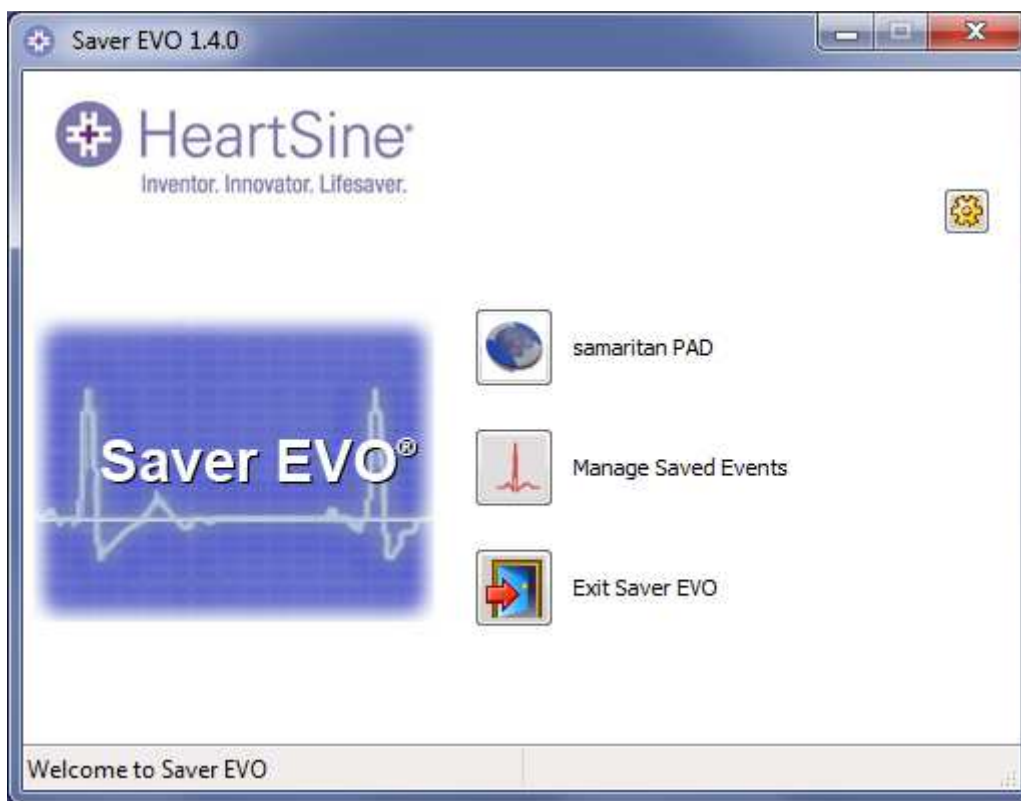 Saver EVO 1.4.0
HeartSine®
Inventor. Innovator. Lifesaver.
samaritan PAD
Saver EVO®
Manage Saved Events
Exit Saver EVO
Welcome to Saver EVO